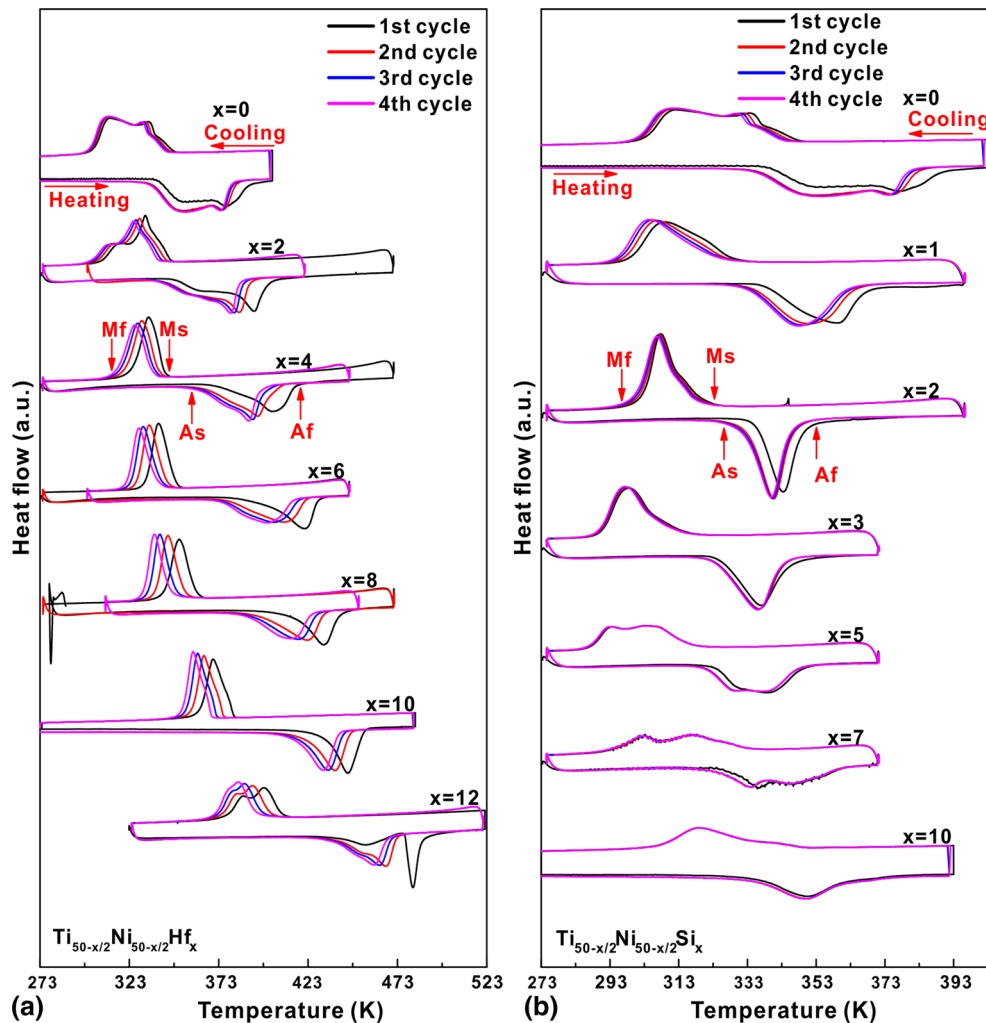 1st cycle
2nd cycle
3rd cycle
4th cycle
x=0
Cooling
Heating
x=2
Mf
Ms
x=4
As
Af
x=6
x=8
x=10
x=12
Ti50-x/2Ni50-x/2Hfx
Heat flow (a.u.)
273 323 373 423 473 523
Temperature (K)
(a)
1st cycle
2nd cycle
3rd cycle
4th cycle
x=0
Cooling
Heating
x=1
Mf
Ms
x=2
As
Af
x=3
x=5
x=7
x=10
Ti50-x/2Ni50-x/2Six
Heat flow (a.u.)
273 293 313 333 353 373 393
Temperature (K)
(b)